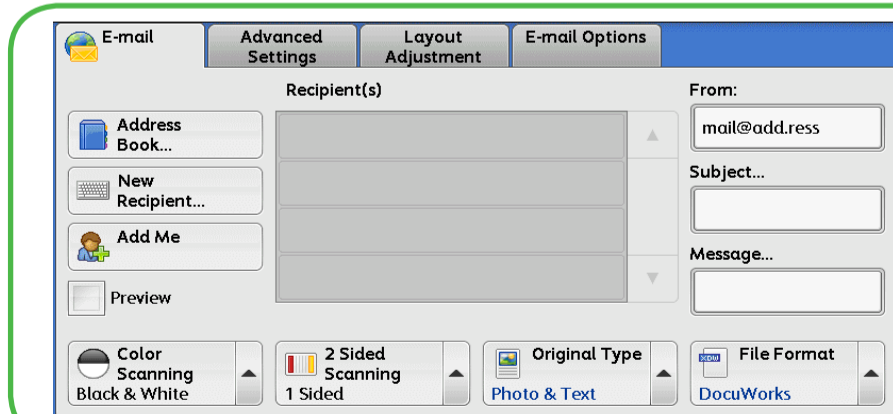 E-mail
Advanced
Settings
Layout
Adjustment
E-mail Options
Recipient(s)
From:
Address
Book...
mail@add.ress
New
Recipient...
Subject...
Add Me
Message...
Preview
Color
Scanning
Black & White
2 Sided
Scanning
1 Sided
Original Type
Photo & Text
XDW
File Format
DocuWorks